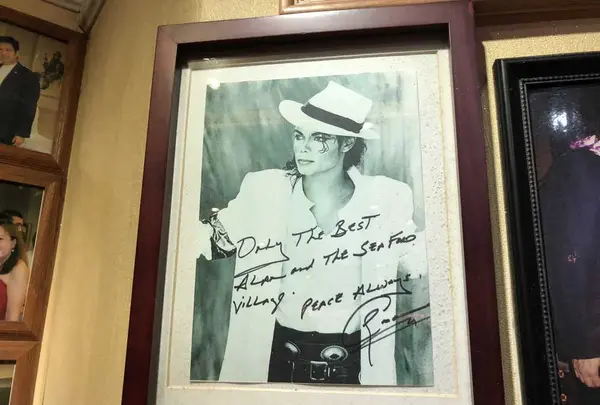 Only The Best
Alan and The Sea Food
Village.
Peace Always.